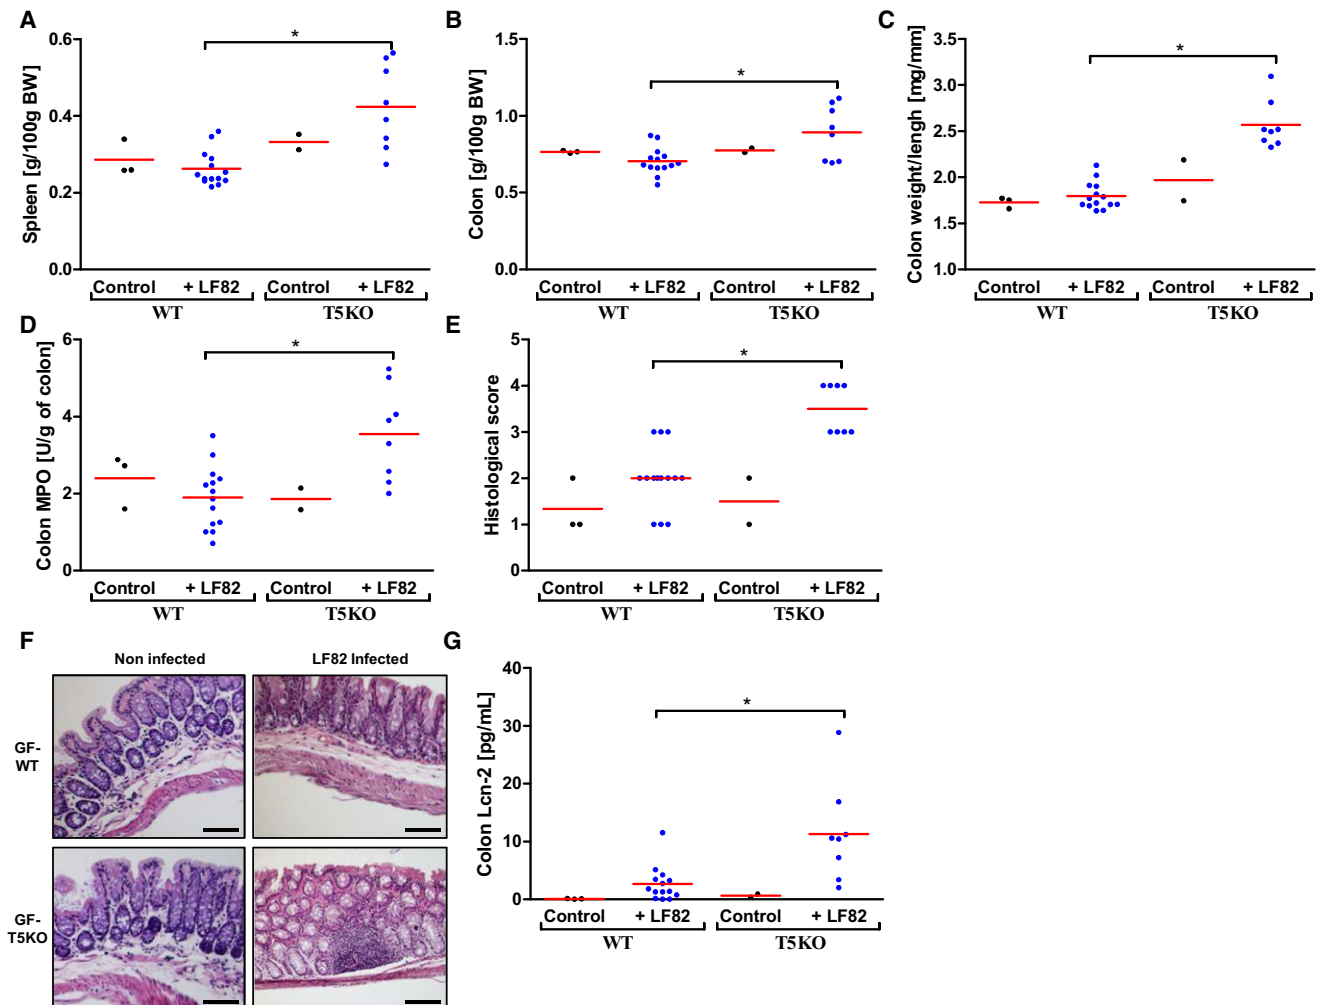 A
Spleen [g/100g BW]
0.6
0.4
0.2
0.0
*
Control + LF82 Control + LF82
WT T5KO
B
Colon [g/100g BW]
1.5
1.0
0.5
0.0
*
Control + LF82 Control + LF82
WT T5KO
C
Colon weight/lengh [mg/mm]
3.5
3.0
2.5
2.0
1.5
1.0
*
Control + LF82 Control + LF82
WT T5KO
D
Colon MPO [U/g of colon]
6
4
2
0
*
Control + LF82 Control + LF82
WT T5KO
E
Histological score
5
4
3
2
1
0
*
Control + LF82 Control + LF82
WT T5KO
F
Non infected LF82 Infected
GF-
WT
GF-
T5KO
G
Colon Lcn-2 [pg/mL]
40
30
20
10
0
*
Control + LF82 Control + LF82
WT T5KO